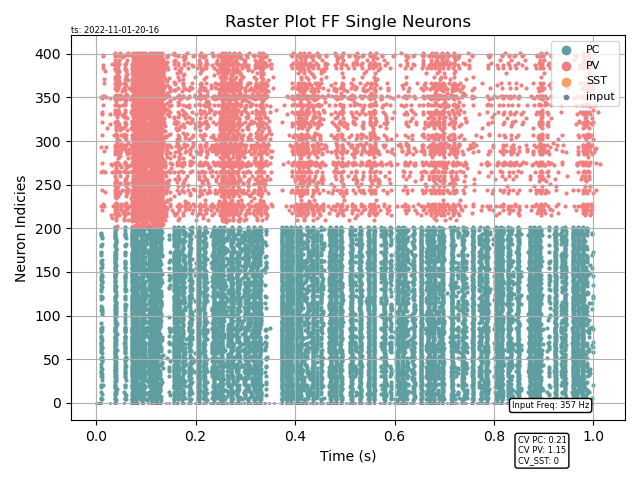 Raster Plot FF Single Neurons
ts: 2022-11-01-20-16
PC
PV
SST
input
Neuron Indicies
400
350
300
250
200
150
100
50
0
Input Freq: 357 Hz
0.0 0.2 0.4 0.6 0.8 1.0
Time (s)
CV PC: 0.21
CV PV: 1.15
CV_SST: 0